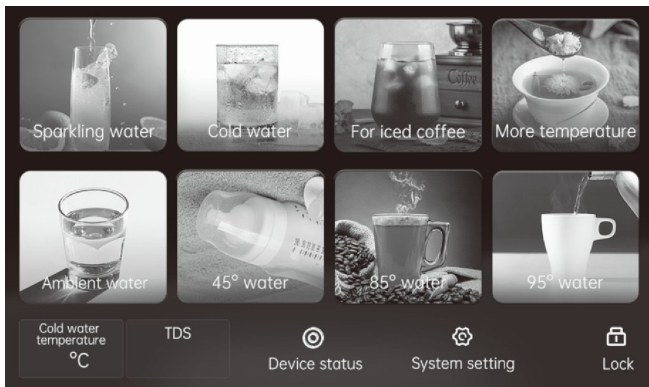 Sparkling water
Cold water
For iced coffee
More temperature
Coffee
Ambient water
45° water
85° water
95° water
Cold water
temperature
°C
TDS
Device status
System setting
Lock